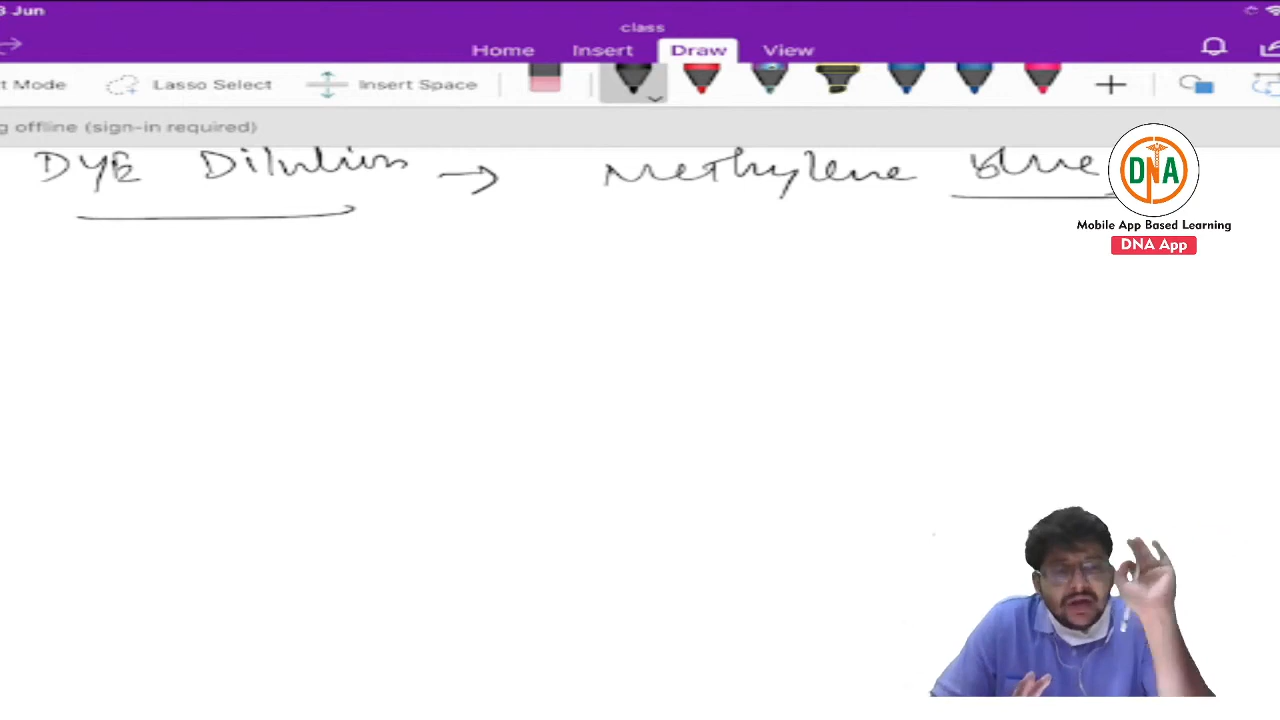 3 Jun
class
Home Insert Draw View
t Mode Lasso Select Insert Space
g offline (sign-in required)
DYE Dilution → Methylene Blue
DNA
Mobile App Based Learning
DNA App